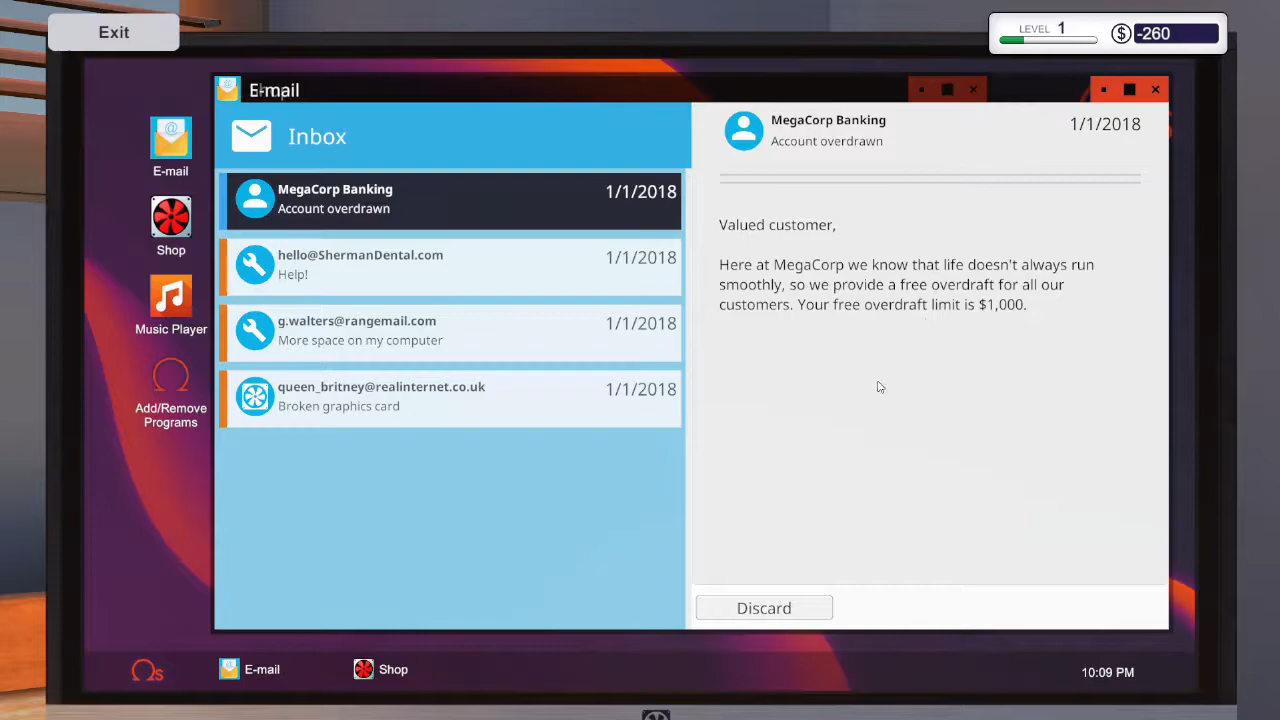 Exit
LEVEL 1
$ -260
E-mail
E-mail
Shop
Music Player
Add/Remove
Programs
Inbox
MegaCorp Banking 1/1/2018
Account overdrawn
hello@ShermanDental.com 1/1/2018
Help!
g.walters@rangemail.com 1/1/2018
More space on my computer
queen_britney@realinternet.co.uk 1/1/2018
Broken graphics card
MegaCorp Banking 1/1/2018
Account overdrawn
Valued customer,
Here at MegaCorp we know that life doesn't always run
smoothly, so we provide a free overdraft for all our
customers. Your free overdraft limit is $1,000.
Discard
Ωs
E-mail
Shop
10:09 PM